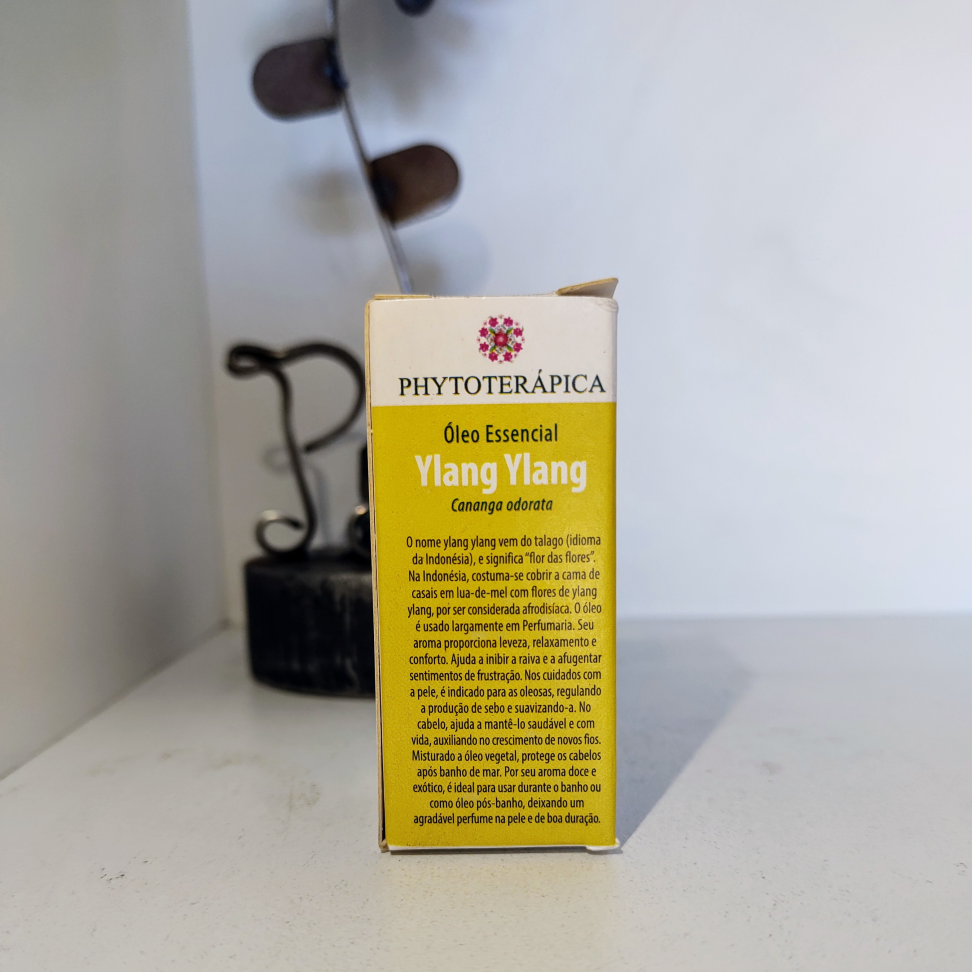 PHYTOTERÁPICA
Óleo Essencial
Ylang Ylang
Cananga odorata
O nome ylang ylang vem do talago (idioma
da Indonésia), e significa “flor das flores”.
Na Indonésia, costuma-se cobrir a cama de
casais em lua-de-mel com flores de ylang
ylang, por ser considerada afrodisíaca. O óleo
é usado largamente em Perfumaria. Seu
aroma proporciona leveza, relaxamento e
conforto. Ajuda a inibir a raiva e a afugentar
sentimentos de frustração. Nos cuidados com
a pele, é indicado para as oleosas, regulando
a produção de sebo e suavizando-a. No
cabelo, ajuda a mantê-lo saudável e com
vida, auxiliando no crescimento de novos fios.
Misturado a óleo vegetal, protege os cabelos
após banho de mar. Por seu aroma doce e
exótico, é ideal para usar durante o banho ou
como óleo pós-banho, deixando um
agradável perfume na pele e de boa duração.